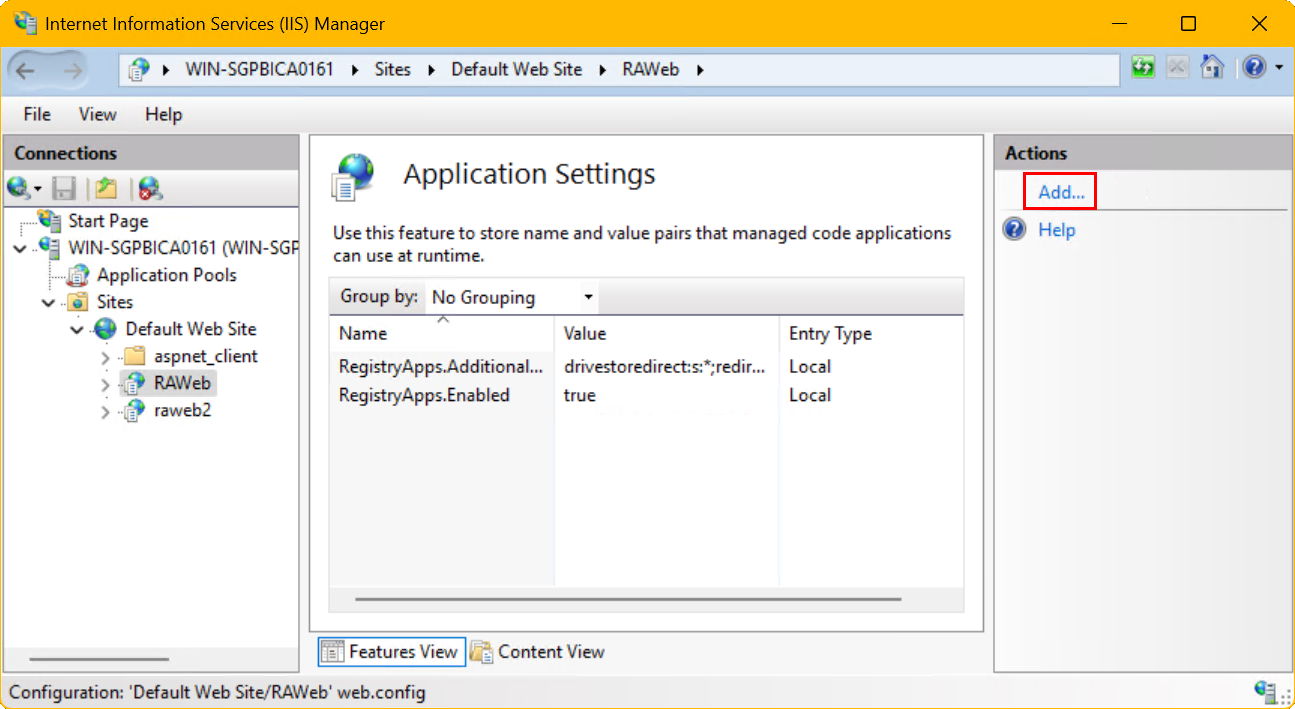 Internet Information Services (IIS) Manager
WIN-SGPBICA0161 Sites Default Web Site RAWeb
File View Help
Connections
Start Page
WIN-SGPBICA0161 (WIN-SGP
Application Pools
Sites
Default Web Site
aspnet_client
RAWeb
raweb2
Application Settings
Use this feature to store name and value pairs that managed code applications
can use at runtime.
Group by: No Grouping
Name Value Entry Type
RegistryApps.Additional... drivestoredirect:s:*;redir... Local
RegistryApps.Enabled true Local
Features View Content View
Actions
Add...
Help
Configuration: 'Default Web Site/RAWeb' web.config